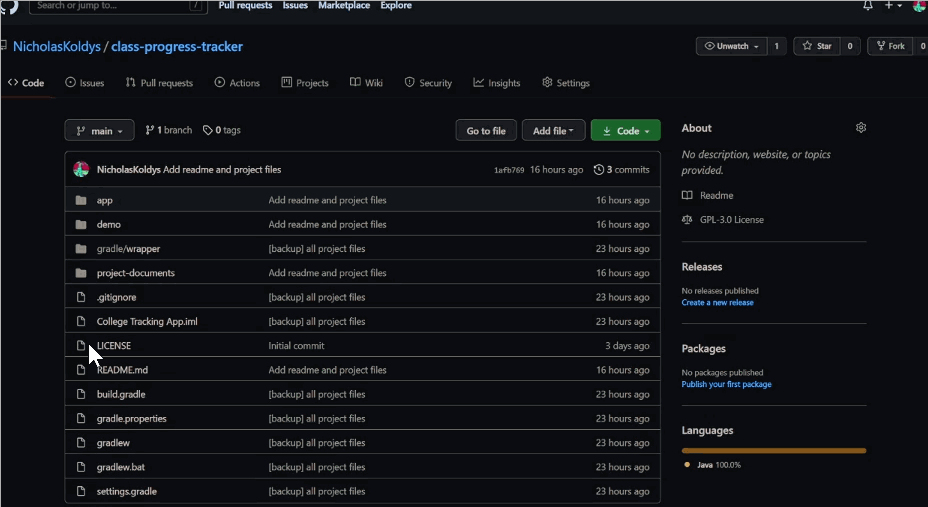 Search or jump to... /
Pull requests Issues Marketplace Explore
NicholasKoldys / class-progress-tracker
Unwatch 1 Star 0 Fork 0
Code Issues Pull requests Actions Projects Wiki Security Insights Settings
main 1 branch 0 tags Go to file Add file Code
NicholasKoldys Add readme and project files 1afb769 16 hours ago 3 commits
app Add readme and project files 16 hours ago
demo Add readme and project files 16 hours ago
gradle/wrapper [backup] all project files 23 hours ago
project-documents Add readme and project files 16 hours ago
.gitignore [backup] all project files 23 hours ago
College Tracking App.iml [backup] all project files 23 hours ago
LICENSE Initial commit 3 days ago
README.md Add readme and project files 16 hours ago
build.gradle [backup] all project files 23 hours ago
gradle.properties [backup] all project files 23 hours ago
gradlew [backup] all project files 23 hours ago
gradlew.bat [backup] all project files 23 hours ago
settings.gradle [backup] all project files 23 hours ago
About
No description, website, or topics
provided.
Readme
GPL-3.0 License
Releases
No releases published
Create a new release
Packages
No packages published
Publish your first package
Languages
Java 100.0%